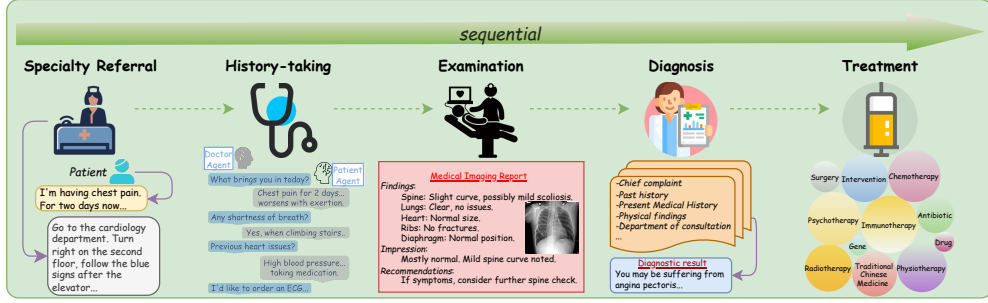 sequential
Specialty Referral
History-taking
Examination
Diagnosis
Treatment
Patient
I'm having chest pain.
For two days now...
Go to the cardiology
department. Turn
right on the second
floor, follow the blue
signs after the
elevator...
Doctor
Agent
Patient
Agent
What brings you in today?
Chest pain for 2 days...
worsens with exertion.
Any shortness of breath?
Yes, when climbing stairs..
Previous heart issues?
High blood pressure...
taking medication.
I'd like to order an ECG...
Medical Imaging Report
Findings:
Spine: Slight curve, possibly mild scoliosis.
Lungs: Clear, no issues.
Heart: Normal size.
Ribs: No fractures.
Diaphragm: Normal position.
Impression:
Mostly normal. Mild spine curve noted.
Recommendations:
If symptoms, consider further spine check.
-Chief complaint
-Past history
-Present Medical History
-Physical findings
-Department of consultation
...
Diagnostic result
You may be suffering from
angina pectoris...
Surgery
Intervention
Chemotherapy
Psychotherapy
Immunotherapy
Antibiotic
Gene
Drug
Radiotherapy
Traditional
Chinese
Medicine
Physiotherapy